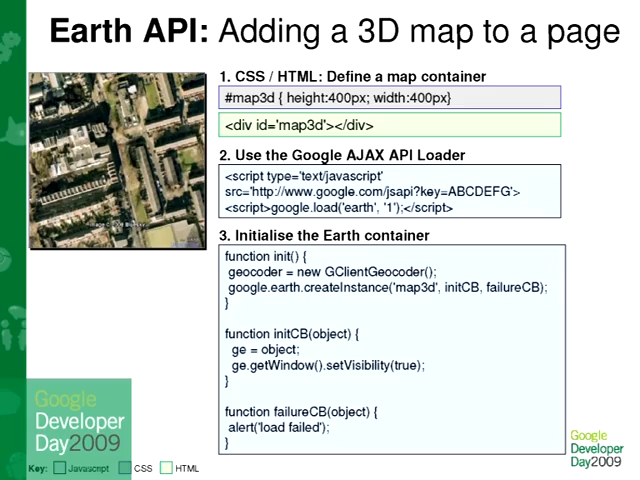 Earth API: Adding a 3D map to a page
1. CSS / HTML: Define a map container
#map3d { height:400px; width:400px}
<div id='map3d'></div>
2. Use the Google AJAX API Loader
<script type='text/javascript'
src='http://www.google.com/jsapi?key=ABCDEFG'>
<script>google.load('earth', '1');</script>
3. Initialise the Earth container
function init() {
geocoder = new GClientGeocoder();
google.earth.createInstance('map3d', initCB, failureCB);
}
function initCB(object) {
ge = object;
ge.getWindow().setVisibility(true);
}
function failureCB(object) {
alert('load failed');
}
Google
Developer
Day2009
Key: Javascript CSS HTML
Google
Developer
Day2009